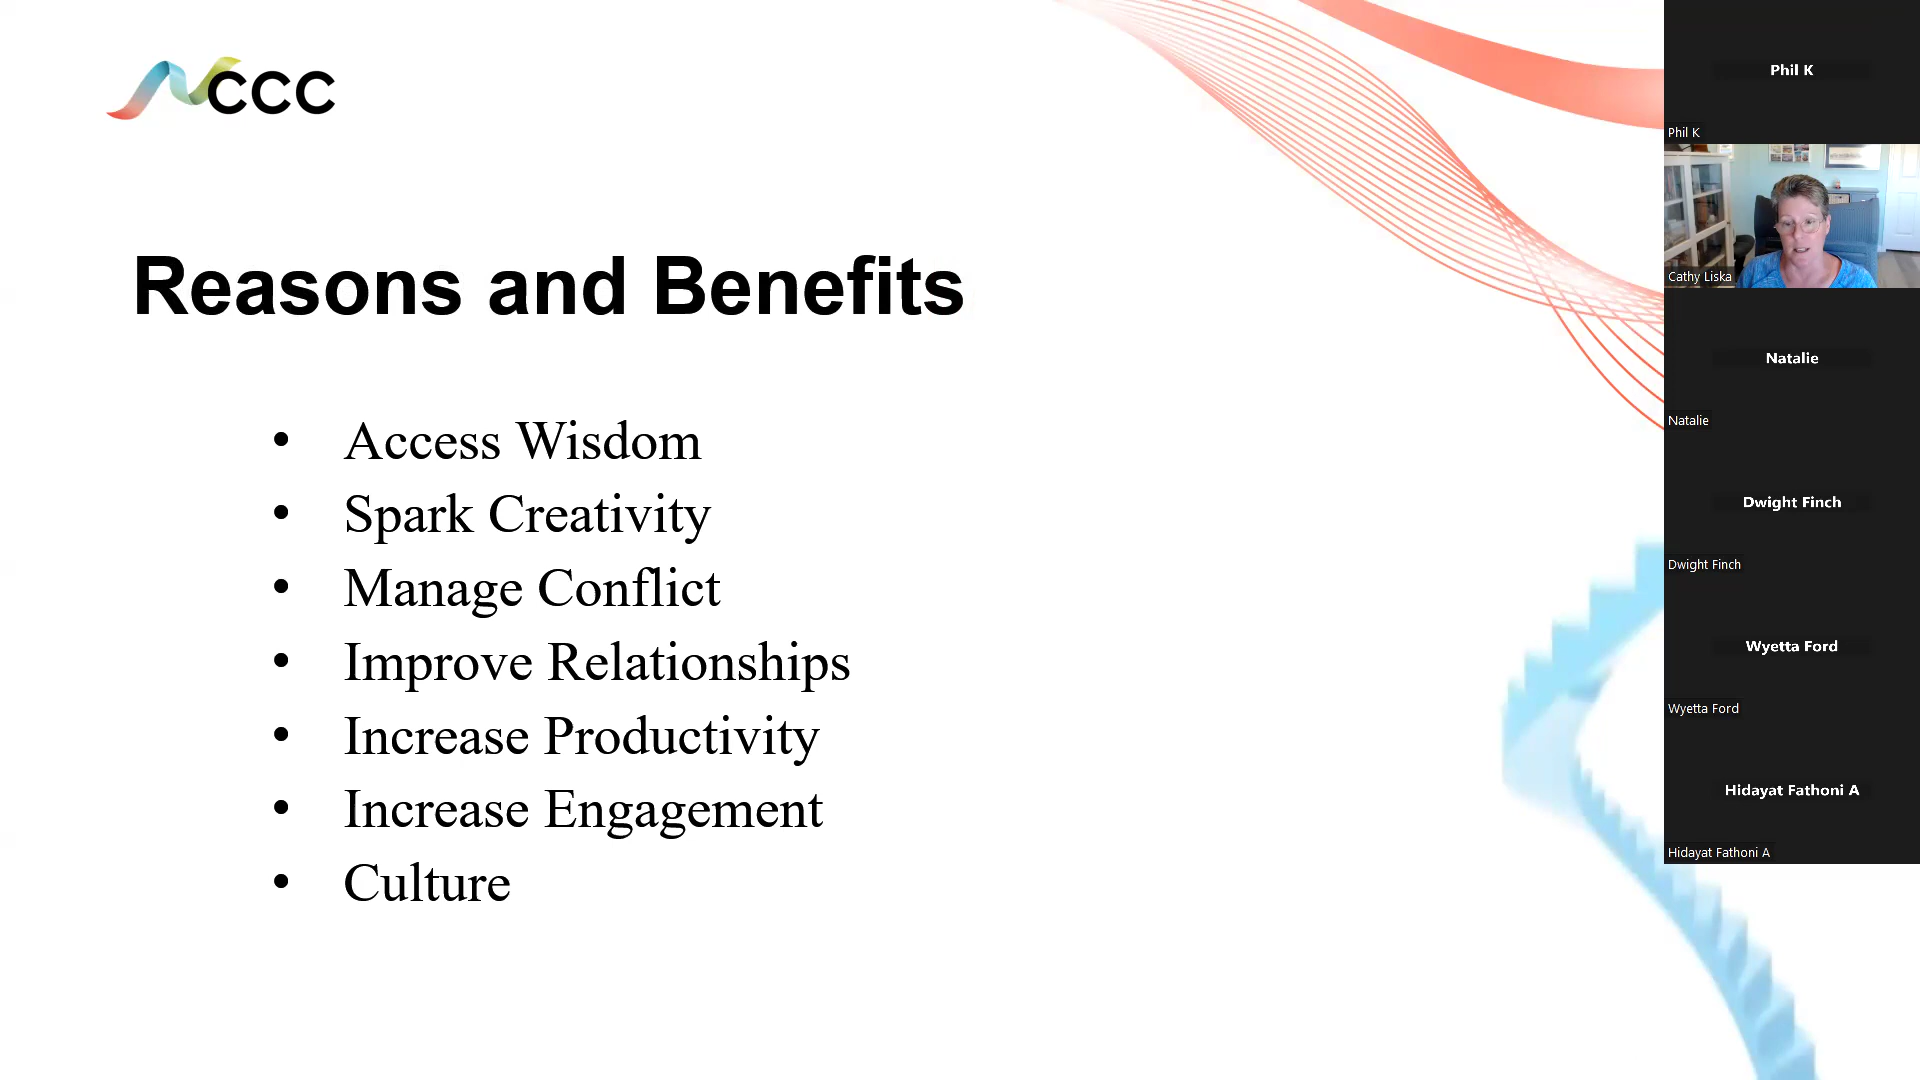 NCCC
Reasons and Benefits
• Access Wisdom
• Spark Creativity
• Manage Conflict
• Improve Relationships
• Increase Productivity
• Increase Engagement
• Culture
Phil K
Phil K
Cathy Liska
Natalie
Natalie
Dwight Finch
Dwight Finch
Wyetta Ford
Wyetta Ford
Hidayat Fathoni A
Hidayat Fathoni A